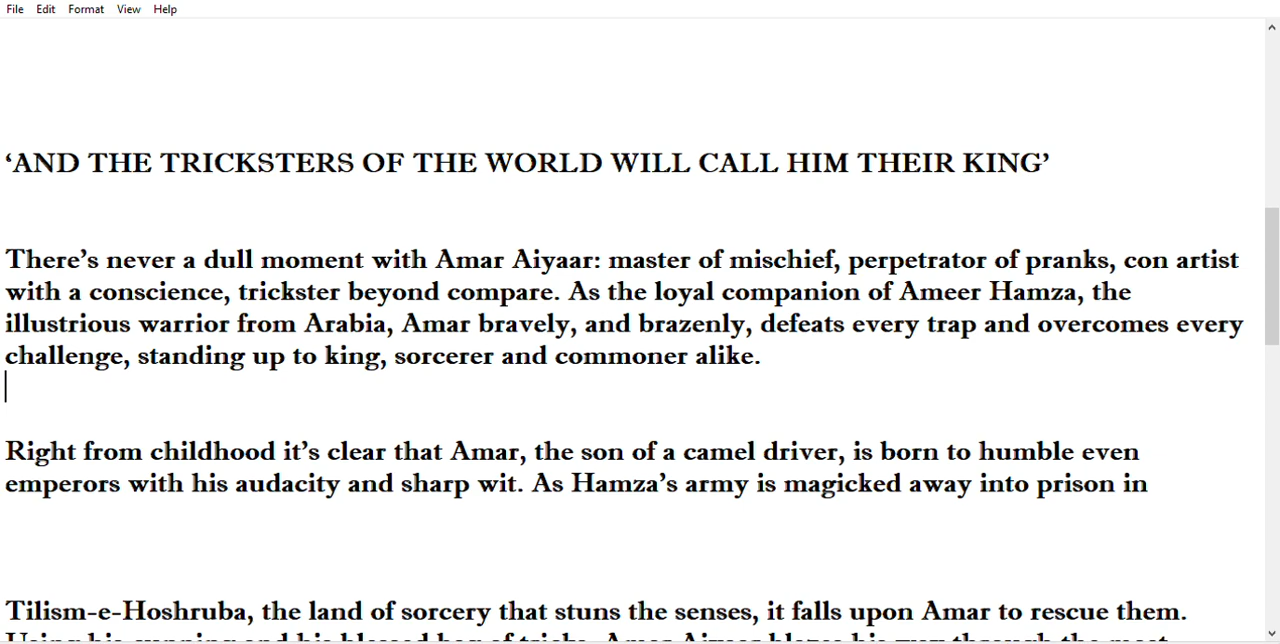 File Edit Format View Help
‘AND THE TRICKSTERS OF THE WORLD WILL CALL HIM THEIR KING’
There’s never a dull moment with Amar Aiyaar: master of mischief, perpetrator of pranks, con artist
with a conscience, trickster beyond compare. As the loyal companion of Ameer Hamza, the
illustrious warrior from Arabia, Amar bravely, and brazenly, defeats every trap and overcomes every
challenge, standing up to king, sorcerer and commoner alike.
Right from childhood it’s clear that Amar, the son of a camel driver, is born to humble even
emperors with his audacity and sharp wit. As Hamza’s army is magicked away into prison in
Tilism-e-Hoshruba, the land of sorcery that stuns the senses, it falls upon Amar to rescue them.